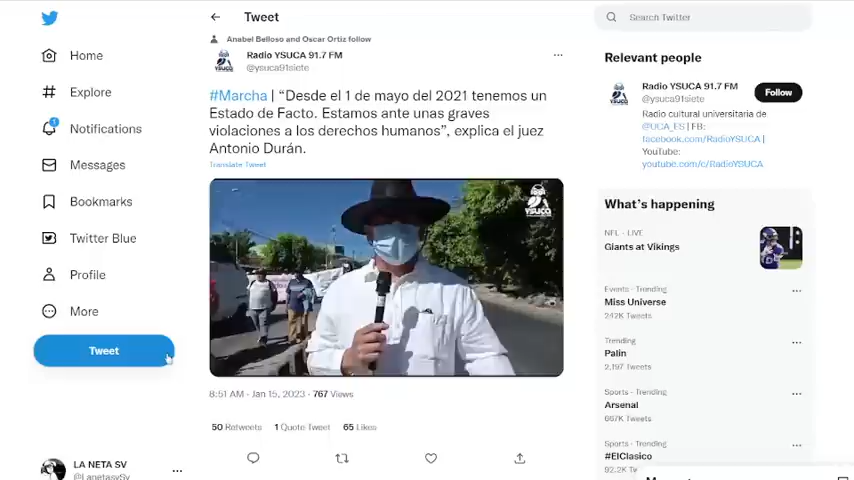 Tweet
Search Twitter
Home
Explore
1
Notifications
Messages
Bookmarks
Twitter Blue
Profile
More
Tweet
LA NETA SV
@LanetasvSv
Anabel Belloso and Oscar Ortiz follow
Radio YSUCA 91.7 FM
@ysuca91siete
#Marcha | “Desde el 1 de mayo del 2021 tenemos un
Estado de Facto. Estamos ante unas graves
violaciones a los derechos humanos”, explica el juez
Antonio Durán.
Translate Tweet
YSUCA
8:51 AM · Jan 15, 2023 · 767 Views
50 Retweets 1 Quote Tweet 65 Likes
Relevant people
Radio YSUCA 91.7 FM
@ysuca91siete
Follow
Radio cultural universitaria de
@UCA_ES | FB:
facebook.com/RadioYSUCA |
YouTube:
youtube.com/c/RadioYSUCA
What's happening
NFL · LIVE
Giants at Vikings
Events · Trending
Miss Universe
242K Tweets
Trending
Palin
2,197 Tweets
Sports · Trending
Arsenal
667K Tweets
Sports · Trending
#ElClasico
92.2K Tweets